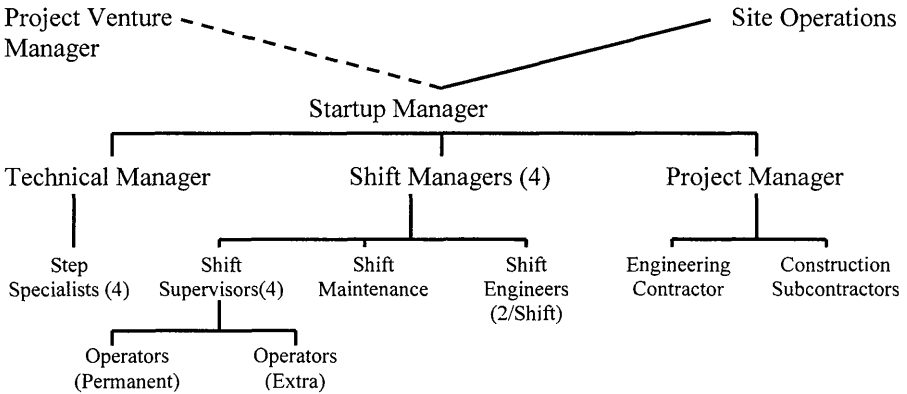 Project Venture
Manager
Site Operations
Startup Manager
Technical Manager
Shift Managers (4)
Project Manager
Step
Specialists (4)
Shift
Supervisors(4)
Shift
Maintenance
Shift
Engineers
(2/Shift)
Engineering
Contractor
Construction
Subcontractors
Operators
(Permanent)
Operators
(Extra)